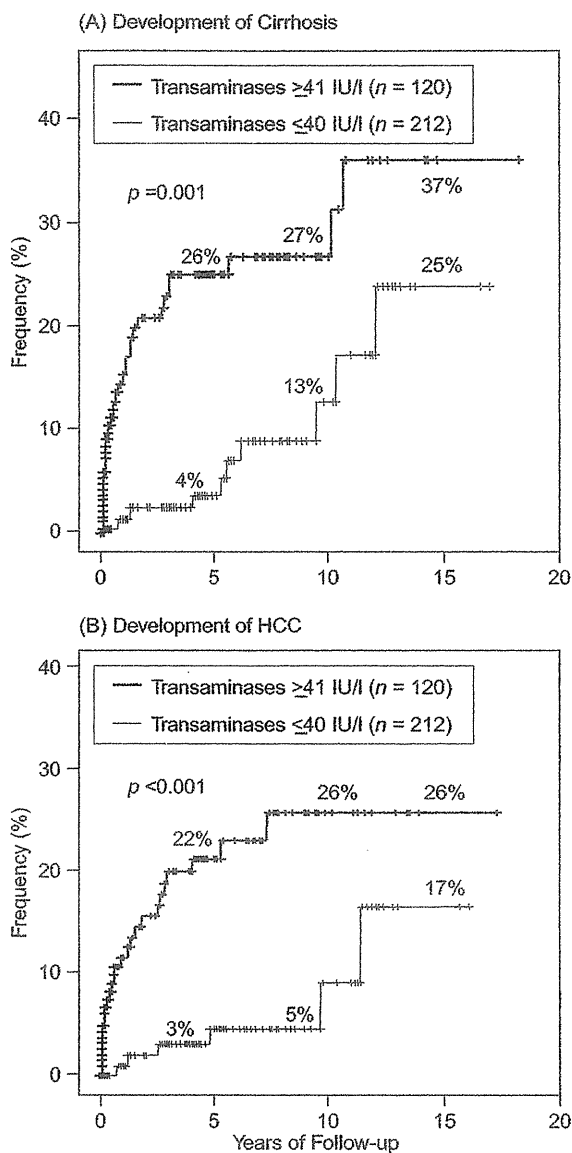 (A) Development of Cirrhosis
Transaminases ≥41 IU/l (n = 120)
Transaminases ≤40 IU/l (n = 212)
p =0.001
40
30
20
10
0
Frequency (%)
26%
27%
37%
4%
13%
25%
0 5 10 15 20
(B) Development of HCC
Transaminases ≥41 IU/l (n = 120)
Transaminases ≤40 IU/l (n = 212)
p <0.001
40
30
20
10
0
Frequency (%)
22%
26%
26%
3%
5%
17%
0 5 10 15 20
Years of Follow-up